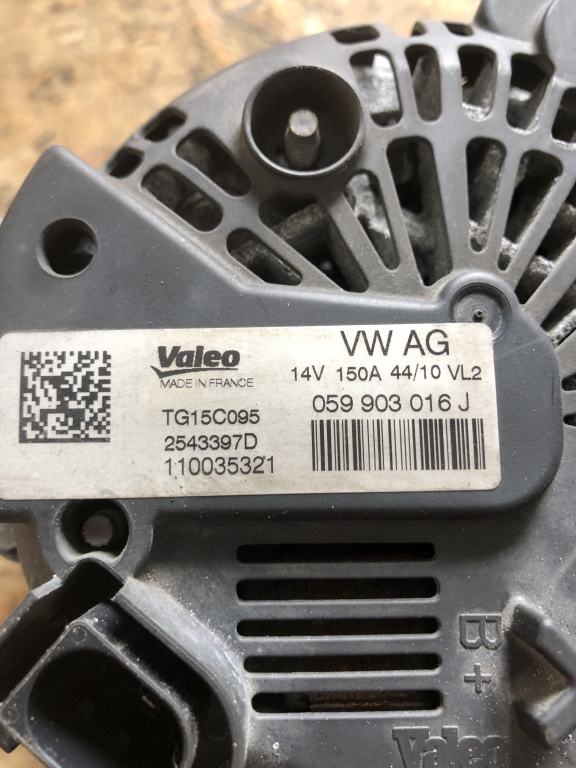 Valeo
MADE IN FRANCE
VW AG
14V 150A 44/10 VL2
TG15C095
059 903 016 J
2543397D
110035321
B+
Valeo